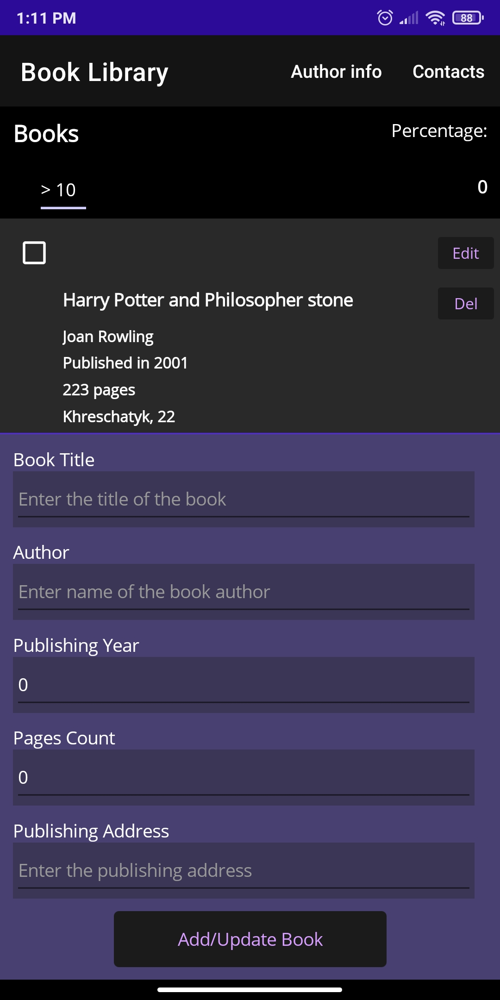 1:11 PM
88
Book Library
Author info
Contacts
Books
Percentage:
> 10
0
Edit
Harry Potter and Philosopher stone
Del
Joan Rowling
Published in 2001
223 pages
Khreschatyk, 22
Book Title
Enter the title of the book
Author
Enter name of the book author
Publishing Year
0
Pages Count
0
Publishing Address
Enter the publishing address
Add/Update Book